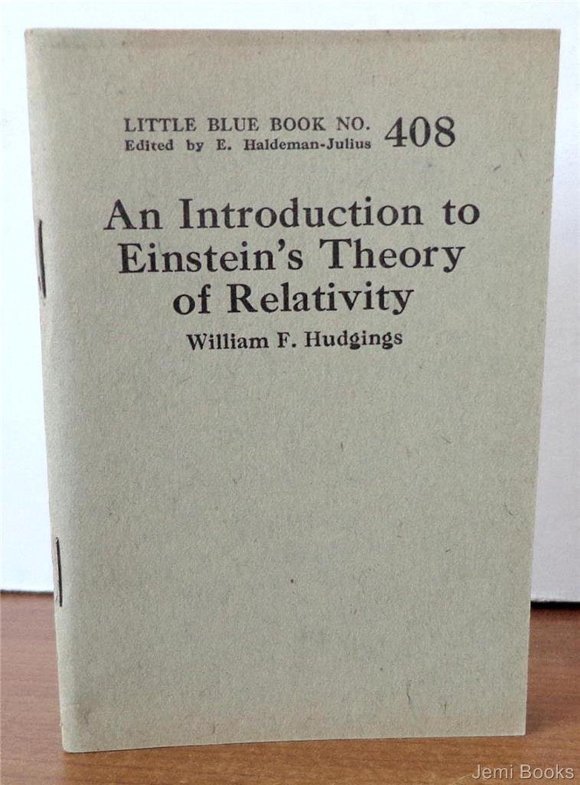 LITTLE BLUE BOOK NO. 408
Edited by E. Haldeman-Julius
An Introduction to
Einstein's Theory
of Relativity
William F. Hudgings
Jemi Books